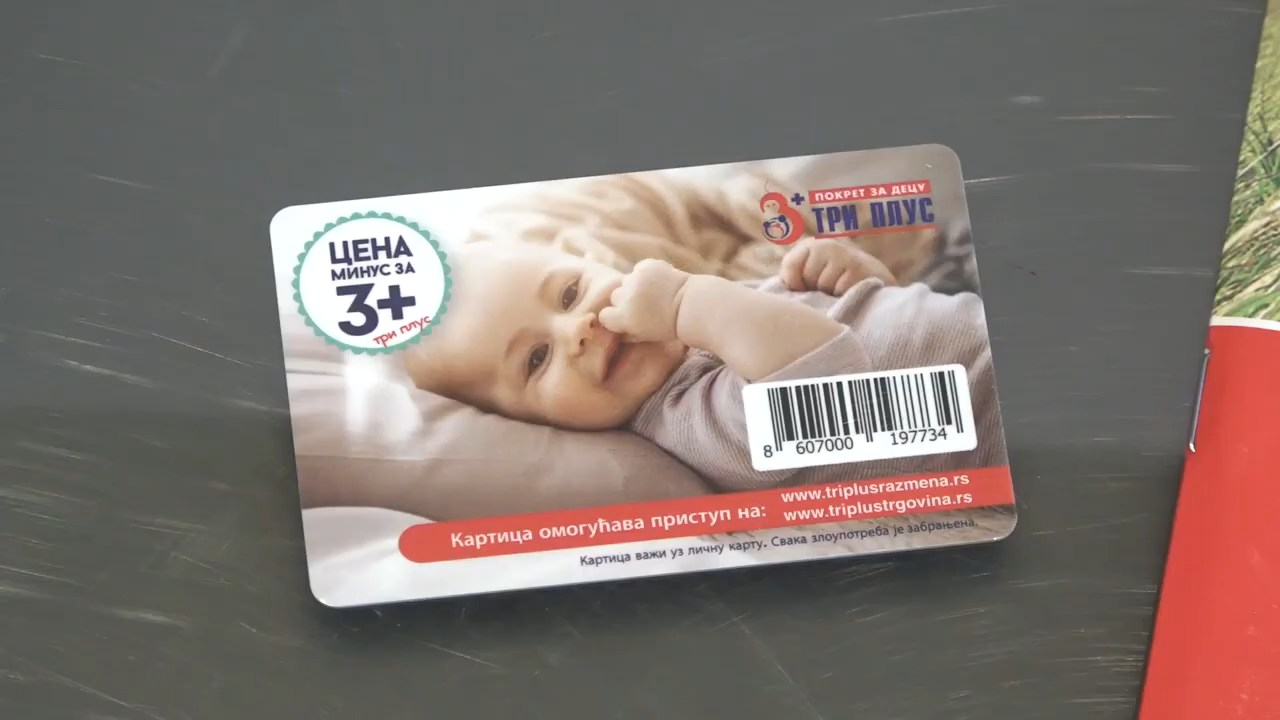 ЦЕНА
МИНУС ЗА
3+
три плус
3+
ПОКРЕТ ЗА ДЕЦУ
ТРИ ПЛУС
8 607000 197734
Картица омогућава приступ на:
www.triplusrazmena.rs
www.triplustrgovina.rs
Картица важи уз личну карту. Свака злоупотреба је забрањена.